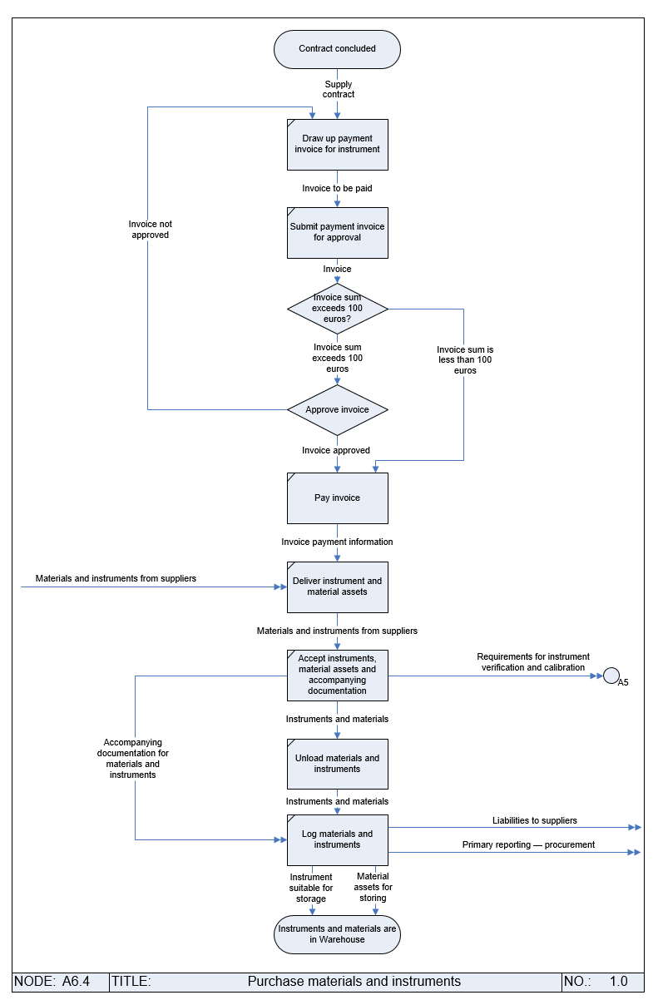 Contract concluded
Supply
contract
Draw up payment
invoice for instrument
Invoice to be paid
Invoice not
approved
Submit payment invoice
for approval
Invoice
Invoice sum
exceeds 100
euros?
Invoice sum
exceeds 100
euros
Invoice sum is
less than 100
euros
Approve invoice
Invoice approved
Pay invoice
Invoice payment information
Materials and instruments from suppliers
Deliver instrument and
material assets
Materials and instruments from suppliers
Accept instruments,
material assets and
accompanying
documentation
Requirements for instrument
verification and calibration
A5
Instruments and materials
Accompanying
documentation for
materials and
instruments
Unload materials and
instruments
Instruments and materials
Log materials and
instruments
Liabilities to suppliers
Primary reporting — procurement
Instrument
suitable for
storage
Material
assets for
storing
Instruments and materials are
in Warehouse
NODE: A6.4 TITLE: Purchase materials and instruments NO.: 1.0